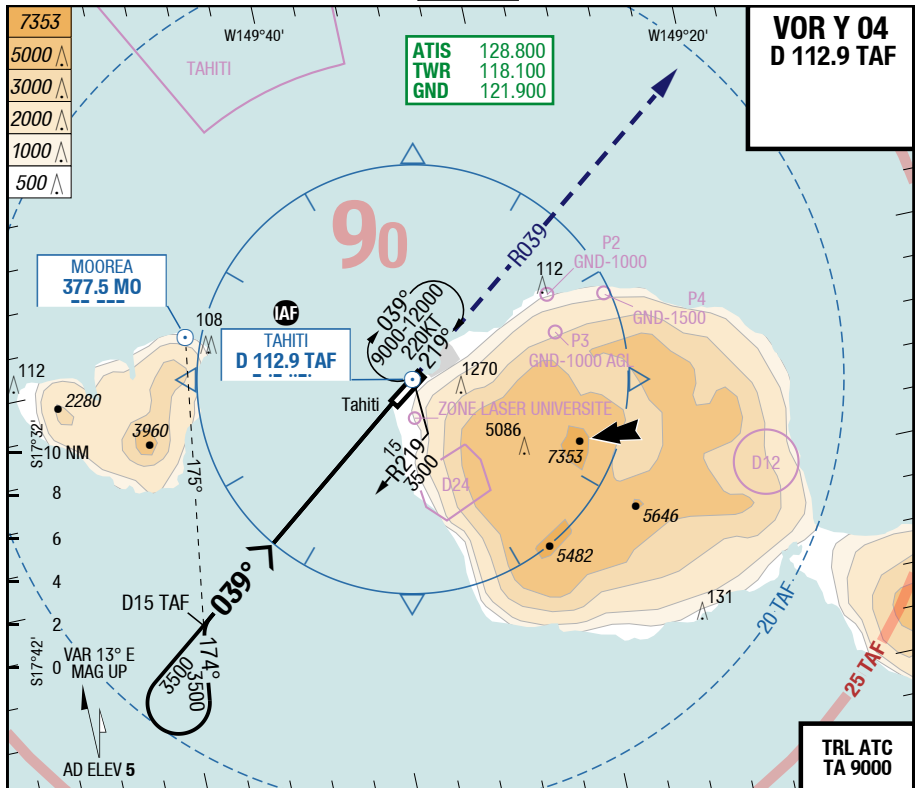 7353
5000
3000
2000
1000
500
W149°40'
W149°20'
TAHITI
ATIS 128.800
TWR 118.100
GND 121.900
VOR Y 04
D 112.9 TAF
90
R039
MOOREA
377.5 MO
108
IAF
TAHITI
D 112.9 TAF
039°
9000-12000
220KT
219°
112
P2
GND-1000
P4
GND-1500
P3
GND-1000 AGL
112
2280
3960
Tahiti
1270
ZONE LASER UNIVERSITE
5086
7353
15
R219
3500
D24
D12
5646
5482
131
S17°32'
10 NM
8
6
4
2
0
S17°42'
175°
D15 TAF
039°
174°
3500
3500
VAR 13° E
MAG UP
AD ELEV 5
20 TAF
25 TAF
TRL ATC
TA 9000